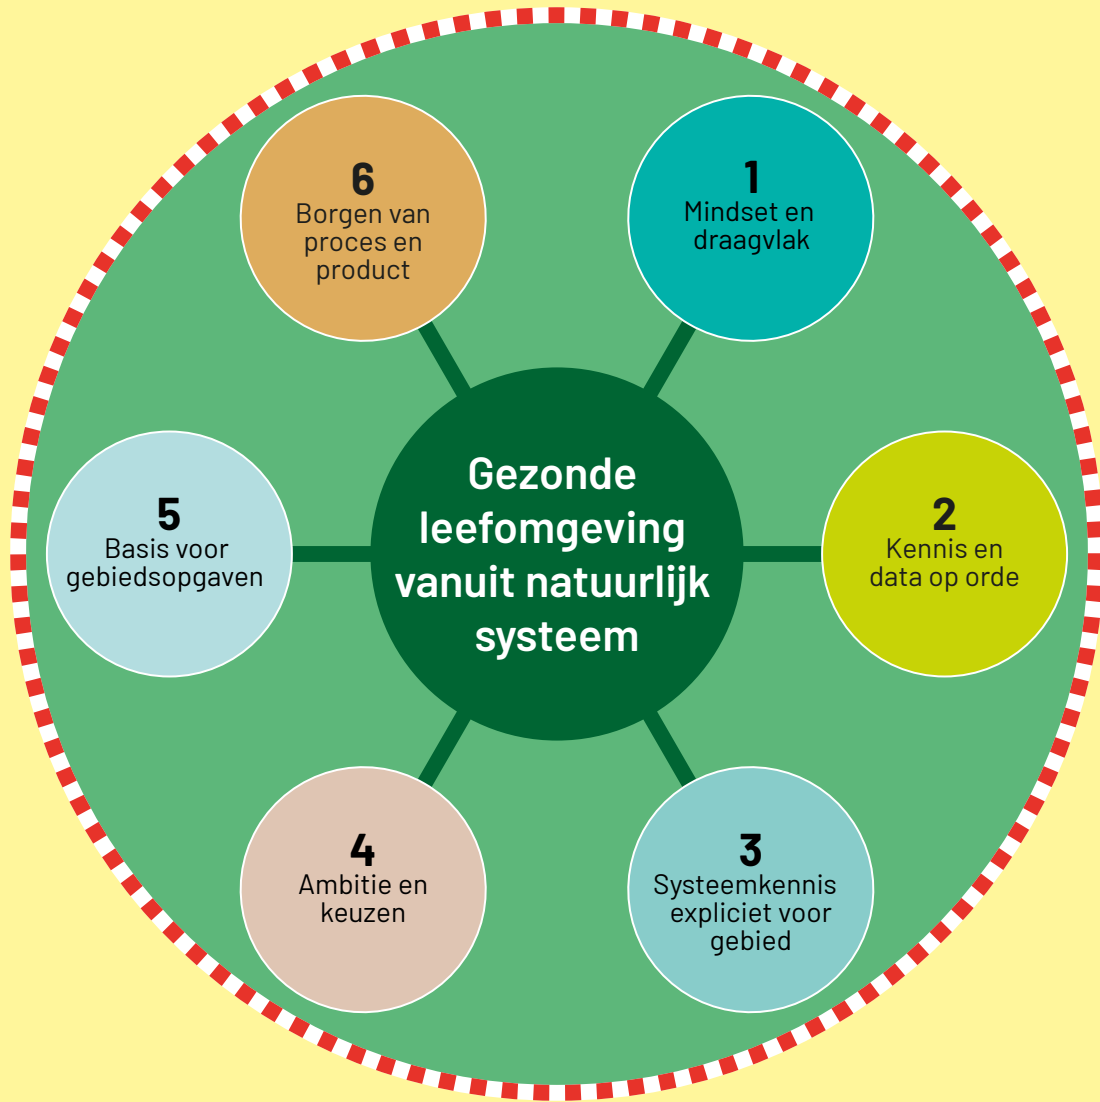 Gezonde
leefomgeving
vanuit natuurlijk
systeem
1
Mindset en
draagvlak
2
Kennis en
data op orde
3
Systeemkennis
expliciet voor
gebied
4
Ambitie en
keuzen
5
Basis voor
gebiedsopgaven
6
Borgen van
proces en
product